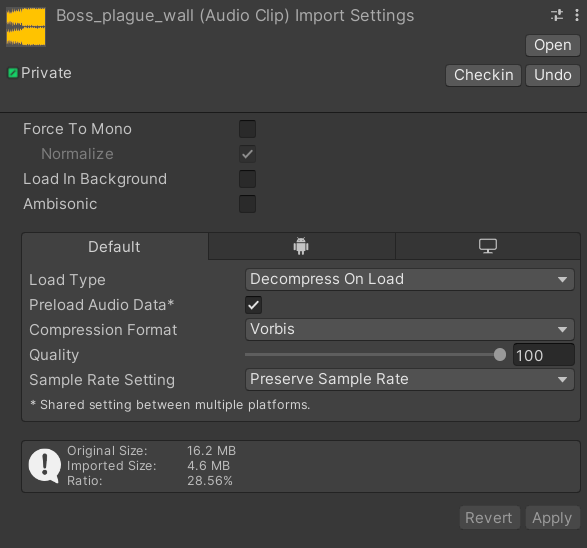 Boss_plague_wall (Audio Clip) Import Settings
Open
Private
Checkin
Undo
Force To Mono
Normalize
Load In Background
Ambisonic
Default
Load Type Decompress On Load
Preload Audio Data*
Compression Format Vorbis
Quality 100
Sample Rate Setting Preserve Sample Rate
* Shared setting between multiple platforms.
Original Size: 16.2 MB
Imported Size: 4.6 MB
Ratio: 28.56%
Revert Apply